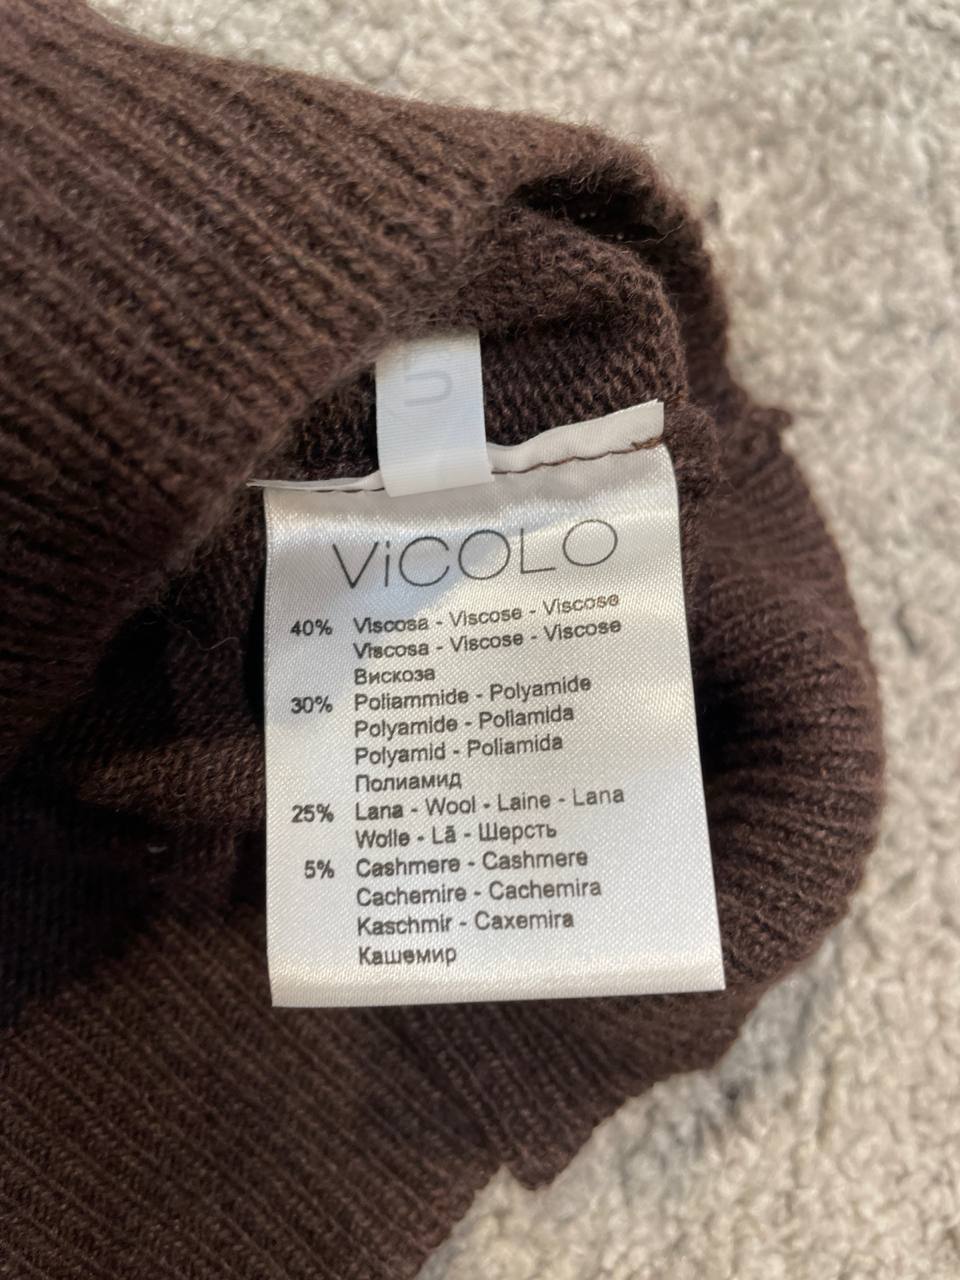 U
ViCOLO
40% Viscosa - Viscose - Viscose
Viscosa - Viscose - Viscose
Вискоза
30% Poliammide - Polyamide
Polyamide - Poliamida
Polyamid - Poliamida
Полиамид
25% Lana - Wool - Laine - Lana
Wolle - Lã - Шерсть
5% Cashmere - Cashmere
Cachemire - Cachemira
Kaschmir - Caxemira
Кашемир